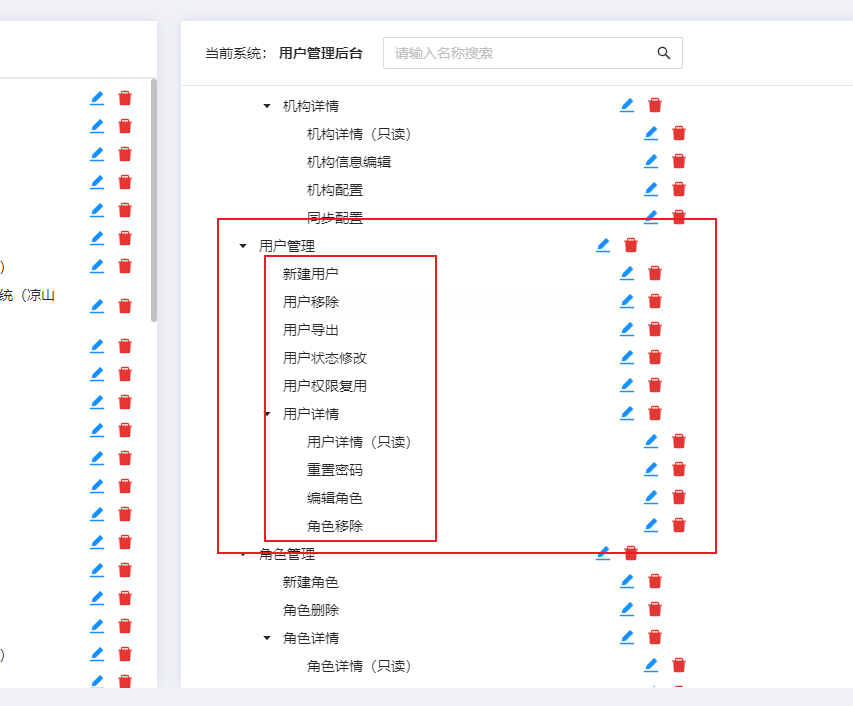 当前系统： 用户管理后台 请输入名称搜索
机构详情
机构详情（只读）
机构信息编辑
机构配置
同步配置
用户管理
新建用户
）
用户移除
统（凉山
用户导出
用户状态修改
用户权限复用
用户详情
用户详情（只读）
重置密码
编辑角色
角色移除
角色管理
新建角色
角色删除
角色详情
）
角色详情（只读）